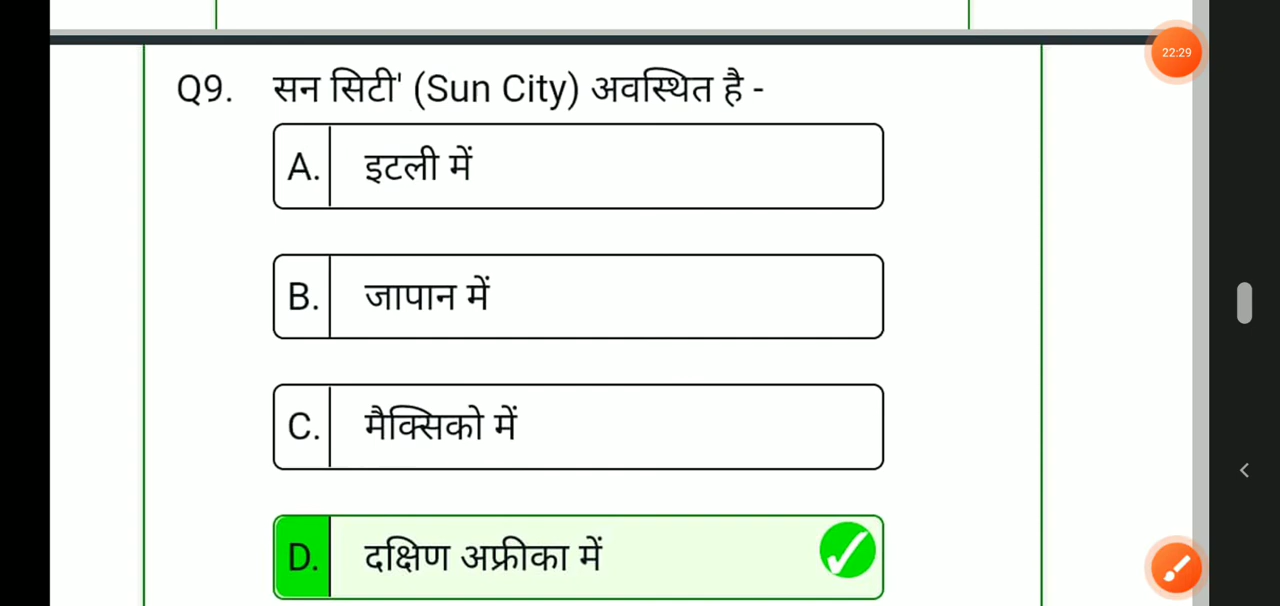 22:29
Q9. सन सिटी' (Sun City) अवस्थित है -
A. इटली में
B. जापान में
C. मैक्सिको में
D. दक्षिण अफ्रीका में